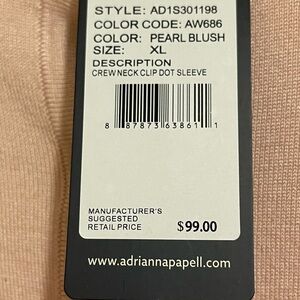 STYLE: AD1S301198
COLOR CODE: AW686
COLOR: PEARL BLUSH
SIZE: XL
DESCRIPTION
CREW NECK CLIP DOT SLEEVE
8 87873 63861 1
MANUFACTURER'S
SUGGESTED
RETAIL PRICE $99.00
www.adriannapapell.com